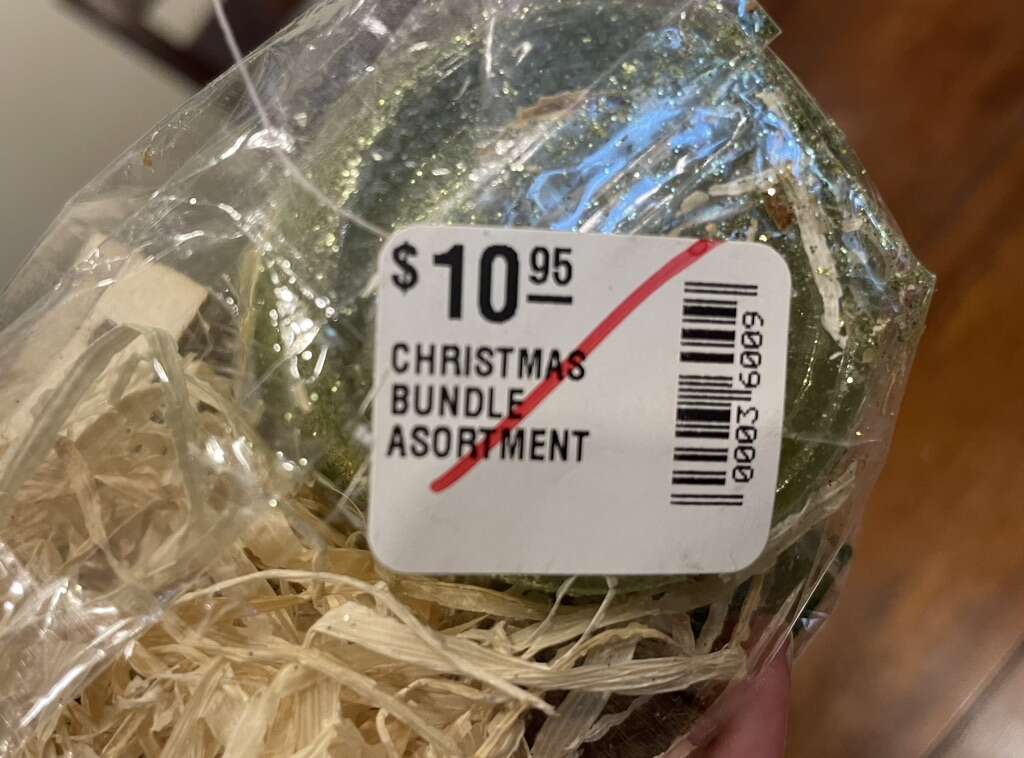 $10 95
CHRISTMAS
BUNDLE
ASORTMENT
0003 6009